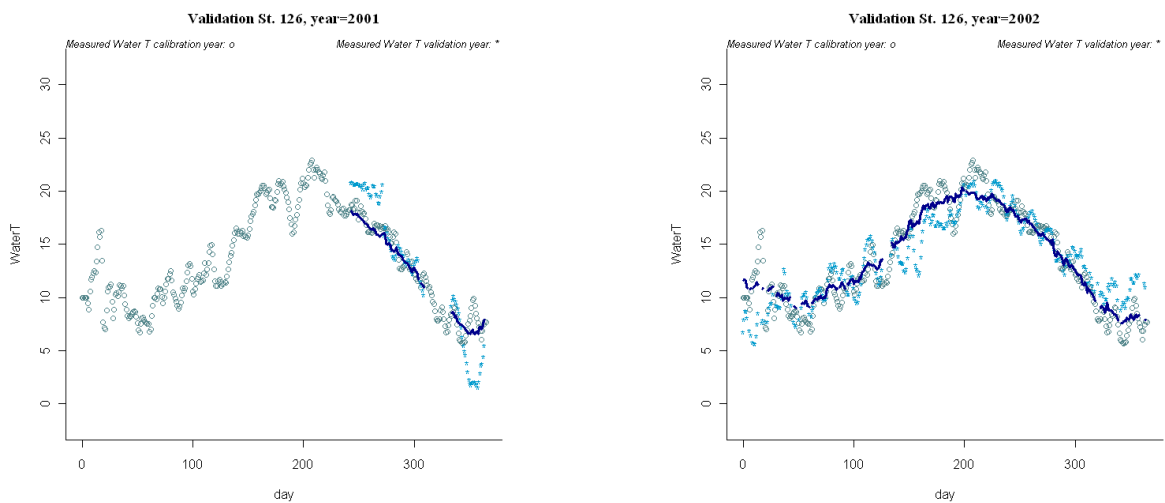 Validation St. 126, year=2001
Measured Water T calibration year: o
Measured Water T validation year: *
WaterT
30
25
20
15
10
5
0
0
100
200
300
day
Validation St. 126, year=2002
Measured Water T calibration year: o
Measured Water T validation year: *
WaterT
30
25
20
15
10
5
0
0
100
200
300
day